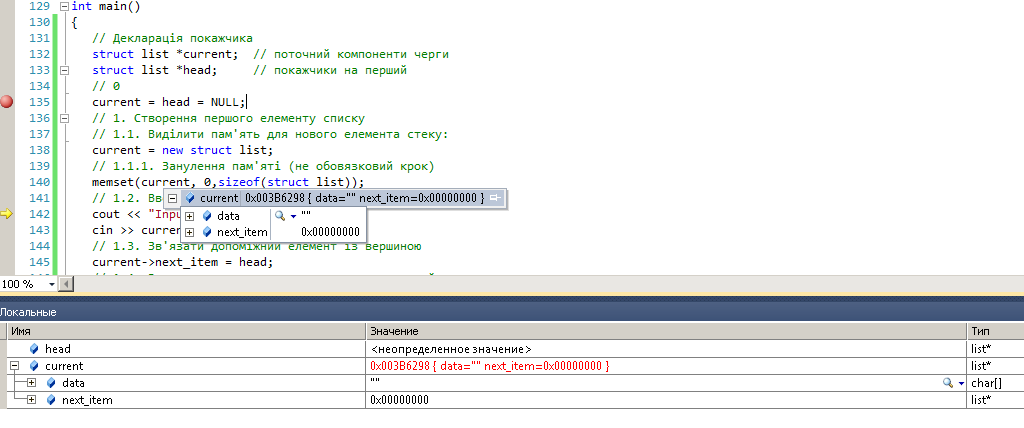 129 int main()
130 {
131 // Декларація покажчика
132 struct list *current; // поточний компоненти черги
133 struct list *head; // покажчики на перший
134 // 0
135 current = head = NULL;
136 // 1. Створення першого елементу списку
137 // 1.1. Виділити пам'ять для нового елемента стеку:
138 current = new struct list;
139 // 1.1.1. Занулення пам'яті (не обовязковий крок)
140 memset(current, 0,sizeof(struct list));
141 // 1.2. Вв
current 0x003B6298 { data="" next_item=0x00000000 }
142 cout << "Inpu
data ""
143 cin >> curren
next_item 0x00000000
144 // 1.3. Зв'язати допоміжний елемент із вершиною
145 current->next_item = head;
100 %
Локальные
Имя Значение Тип
head <неопределенное значение> list*
current 0x003B6298 { data="" next_item=0x00000000 } list*
data "" char[]
next_item 0x00000000 list*